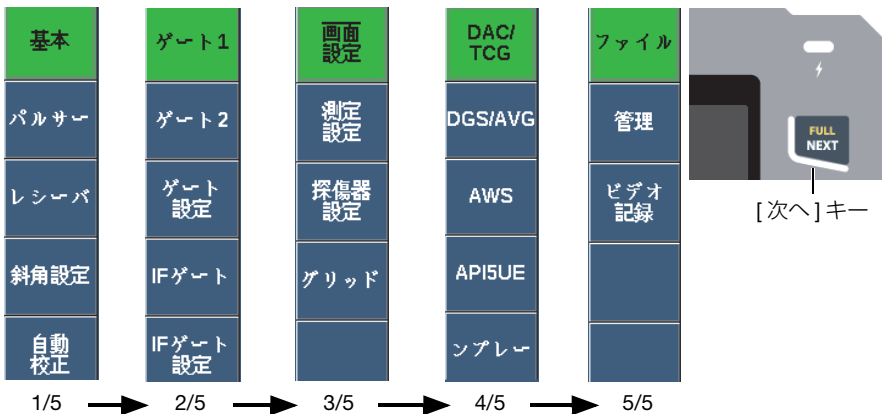 基本
パルサー
レシーバ
斜角設定
自動
校正
1/5
ゲート1
ゲート2
ゲート
設定
IFゲート
IFゲート
設定
2/5
画面
設定
測定
設定
探傷器
設定
グリッド
3/5
DAC/
TCG
DGS/AVG
AWS
API5UE
ンプレー
4/5
ファイル
管理
ビデオ
記録
5/5
FULL
NEXT
[次へ]キー